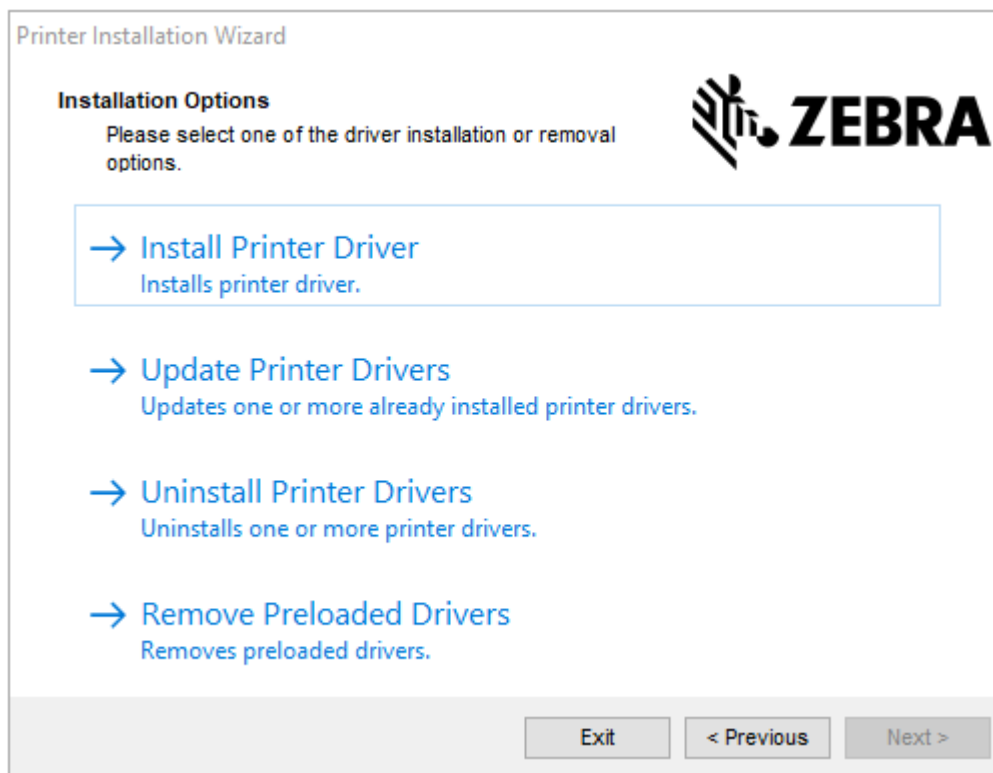 Printer Installation Wizard
Installation Options
Please select one of the driver installation or removal
options.
ZEBRA
Install Printer Driver
Installs printer driver.
Update Printer Drivers
Updates one or more already installed printer drivers.
Uninstall Printer Drivers
Uninstalls one or more printer drivers.
Remove Preloaded Drivers
Removes preloaded drivers.
Exit
< Previous
Next >